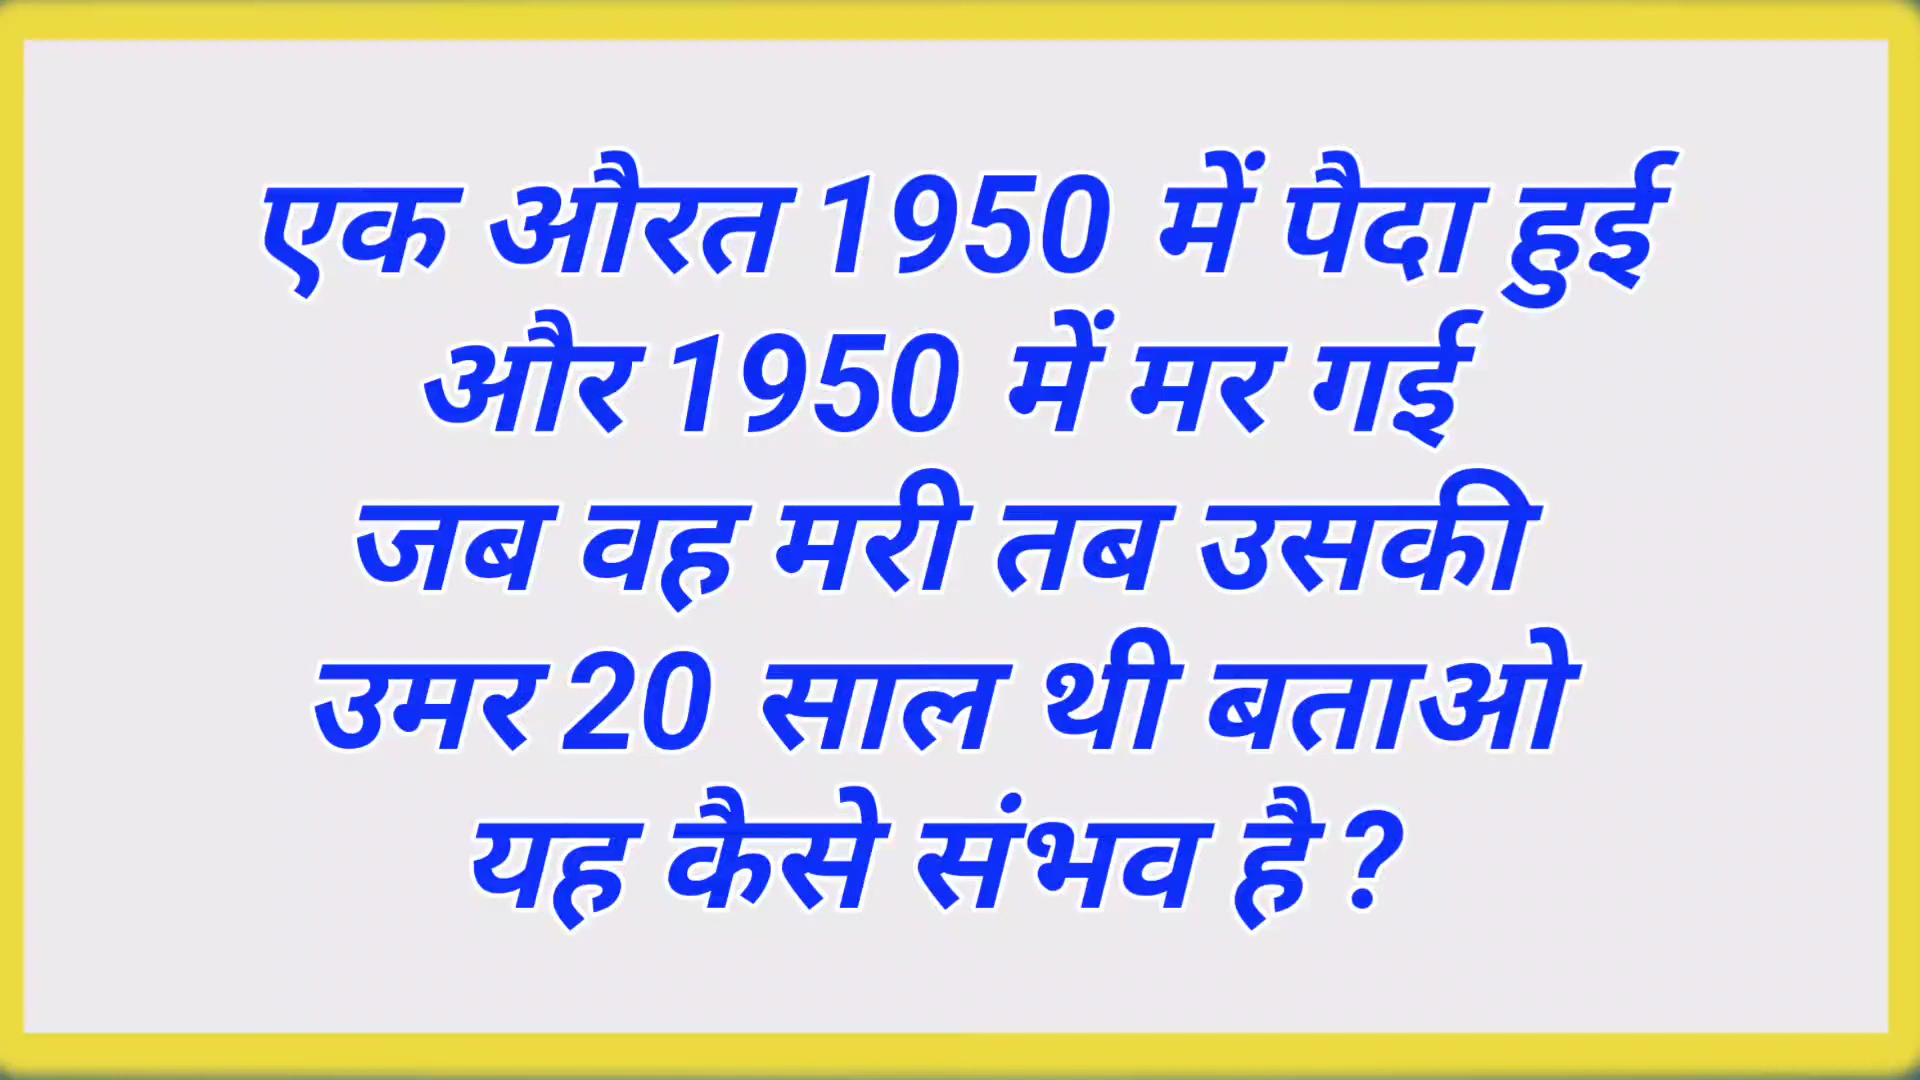 एक औरत 1950 में पैदा हुई
और 1950 में मर गई
जब वह मरी तब उसकी
उमर 20 साल थी बताओ
यह कैसे संभव है ?